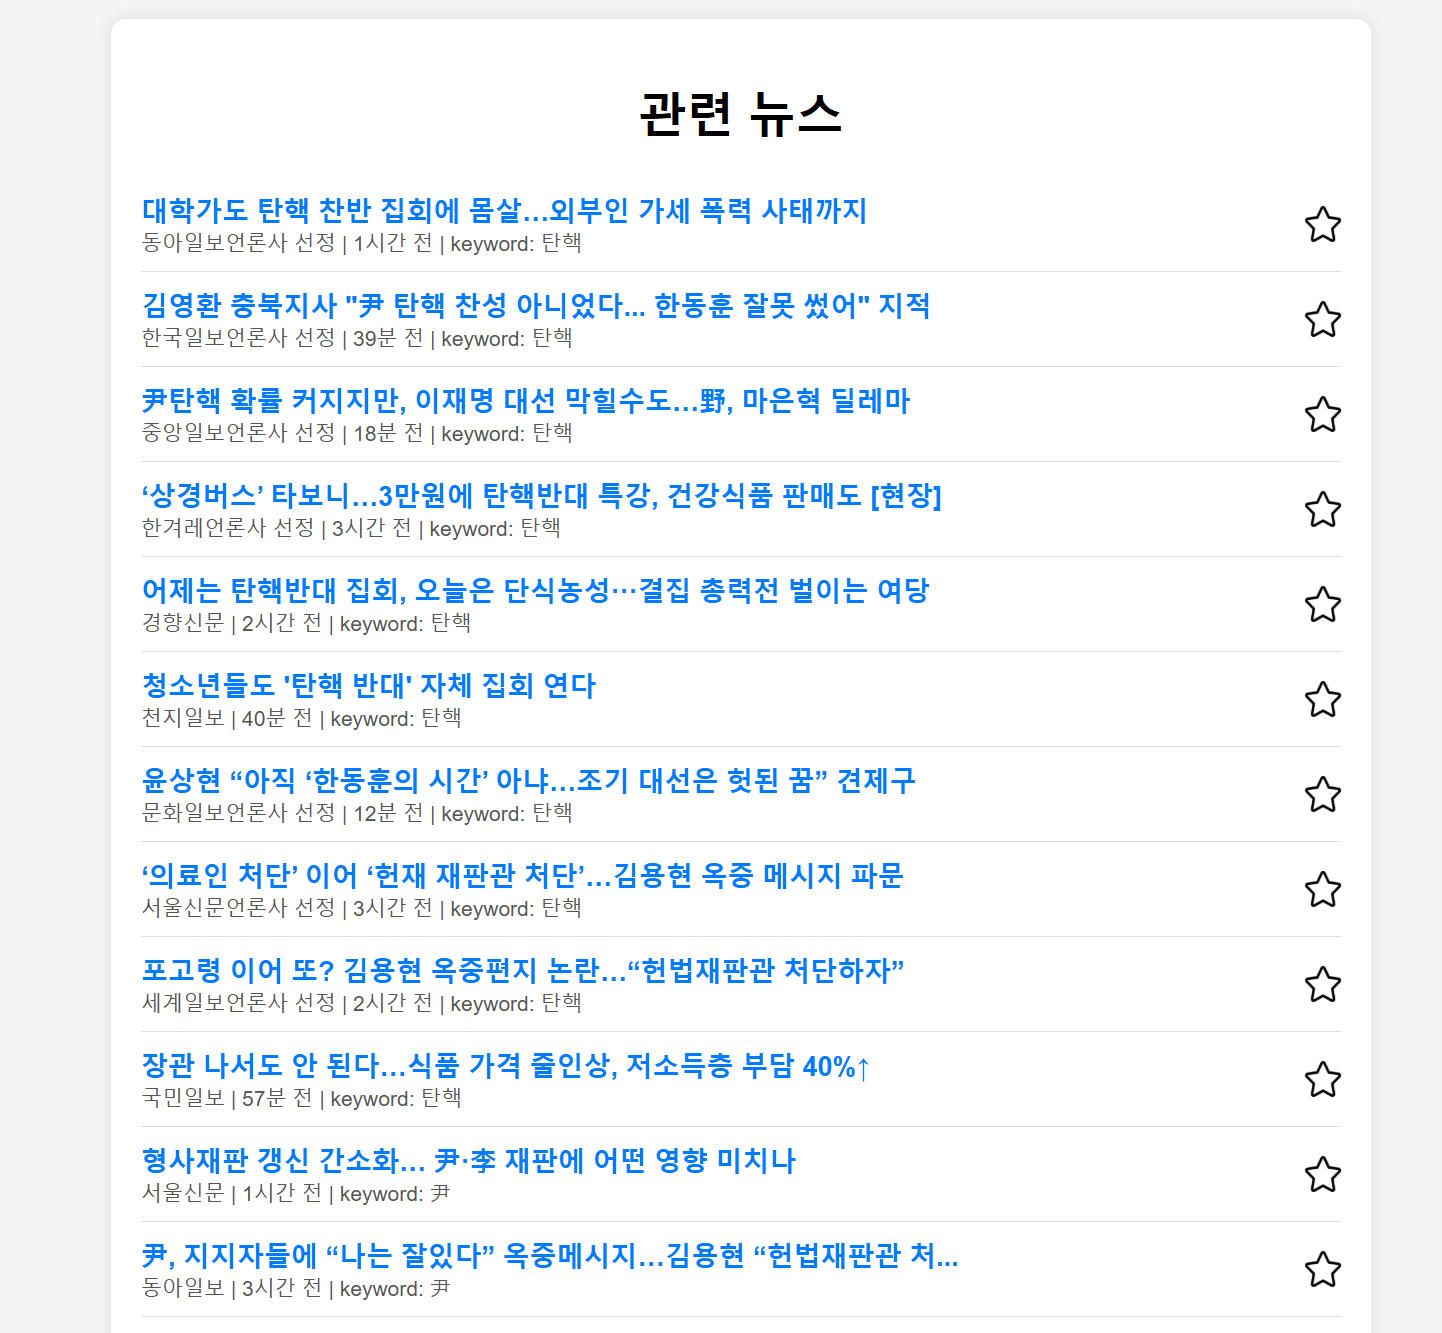 관련 뉴스
대학가도 탄핵 찬반 집회에 몸살…외부인 가세 폭력 사태까지
동아일보언론사 선정 | 1시간 전 | keyword: 탄핵
김영환 충북지사 "尹 탄핵 찬성 아니었다... 한동훈 잘못 썼어" 지적
한국일보언론사 선정 | 39분 전 | keyword: 탄핵
尹탄핵 확률 커지지만, 이재명 대선 막힐수도…野, 마은혁 딜레마
중앙일보언론사 선정 | 18분 전 | keyword: 탄핵
‘상경버스’ 타보니…3만원에 탄핵반대 특강, 건강식품 판매도 [현장]
한겨레언론사 선정 | 3시간 전 | keyword: 탄핵
어제는 탄핵반대 집회, 오늘은 단식농성···결집 총력전 벌이는 여당
경향신문 | 2시간 전 | keyword: 탄핵
청소년들도 '탄핵 반대' 자체 집회 연다
천지일보 | 40분 전 | keyword: 탄핵
윤상현 “아직 ‘한동훈의 시간’ 아냐…조기 대선은 헛된 꿈” 견제구
문화일보언론사 선정 | 12분 전 | keyword: 탄핵
‘의료인 처단’ 이어 ‘헌재 재판관 처단’…김용현 옥중 메시지 파문
서울신문언론사 선정 | 3시간 전 | keyword: 탄핵
포고령 이어 또? 김용현 옥중편지 논란…“헌법재판관 처단하자”
세계일보언론사 선정 | 2시간 전 | keyword: 탄핵
장관 나서도 안 된다…식품 가격 줄인상, 저소득층 부담 40%↑
국민일보 | 57분 전 | keyword: 탄핵
형사재판 갱신 간소화… 尹·李 재판에 어떤 영향 미치나
서울신문 | 1시간 전 | keyword: 尹
尹, 지지자들에 “나는 잘있다” 옥중메시지…김용현 “헌법재판관 처...
동아일보 | 3시간 전 | keyword: 尹